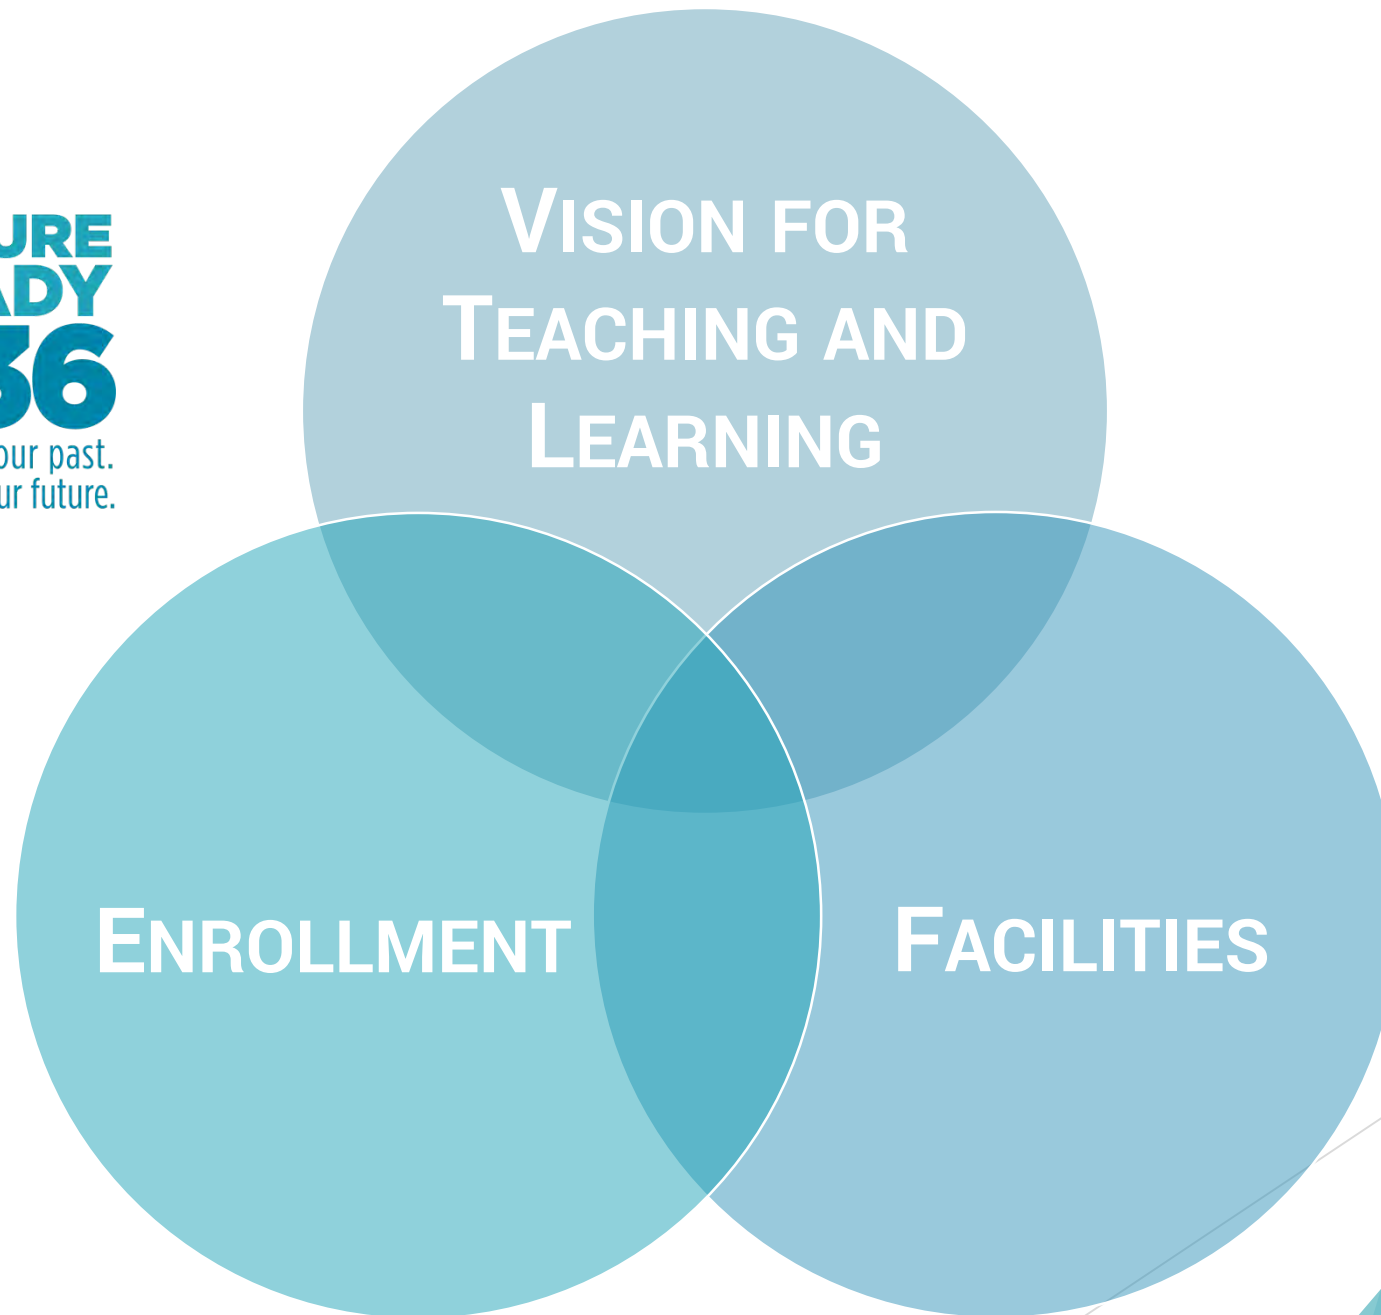 URE
ADY
36
our past.
ur future.
VISION FOR
TEACHING AND
LEARNING
ENROLLMENT
FACILITIES